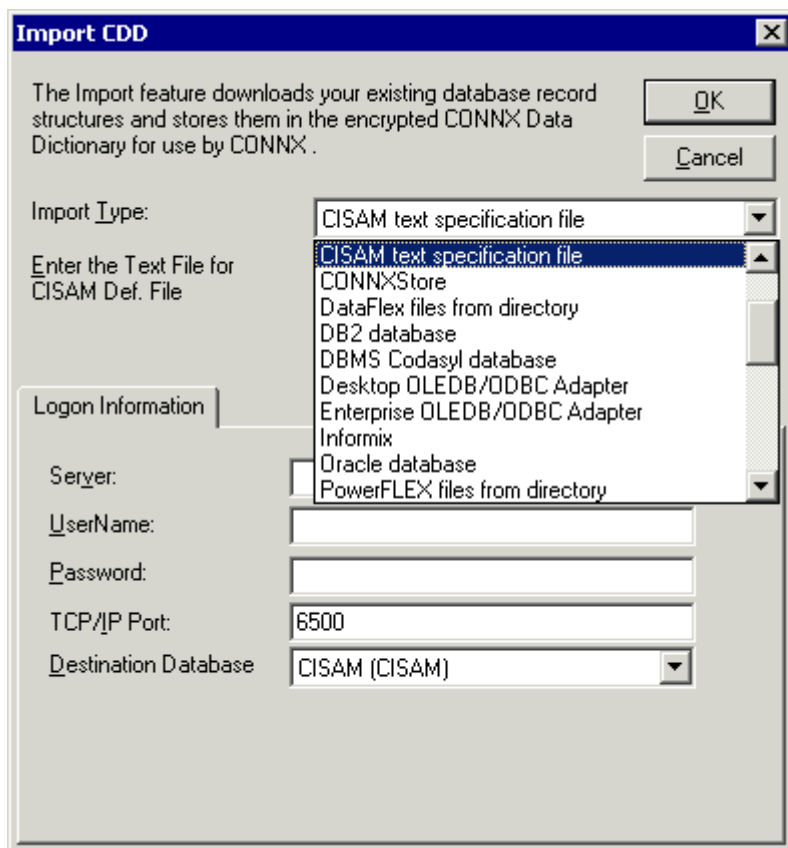 Import CDD
The Import feature downloads your existing database record
structures and stores them in the encrypted CONNX Data
Dictionary for use by CONNX .
OK
Cancel
Import Type:
CISAM text specification file
Enter the Text File for
CISAM Def. File
CISAM text specification file
CONNXStore
DataFlex files from directory
DB2 database
DBMS Codasyl database
Desktop OLEDB/ODBC Adapter
Enterprise OLEDB/ODBC Adapter
Informix
Oracle database
PowerFLEX files from directory
Logon Information
Server:
UserName:
Password:
TCP/IP Port:
6500
Destination Database
CISAM (CISAM)